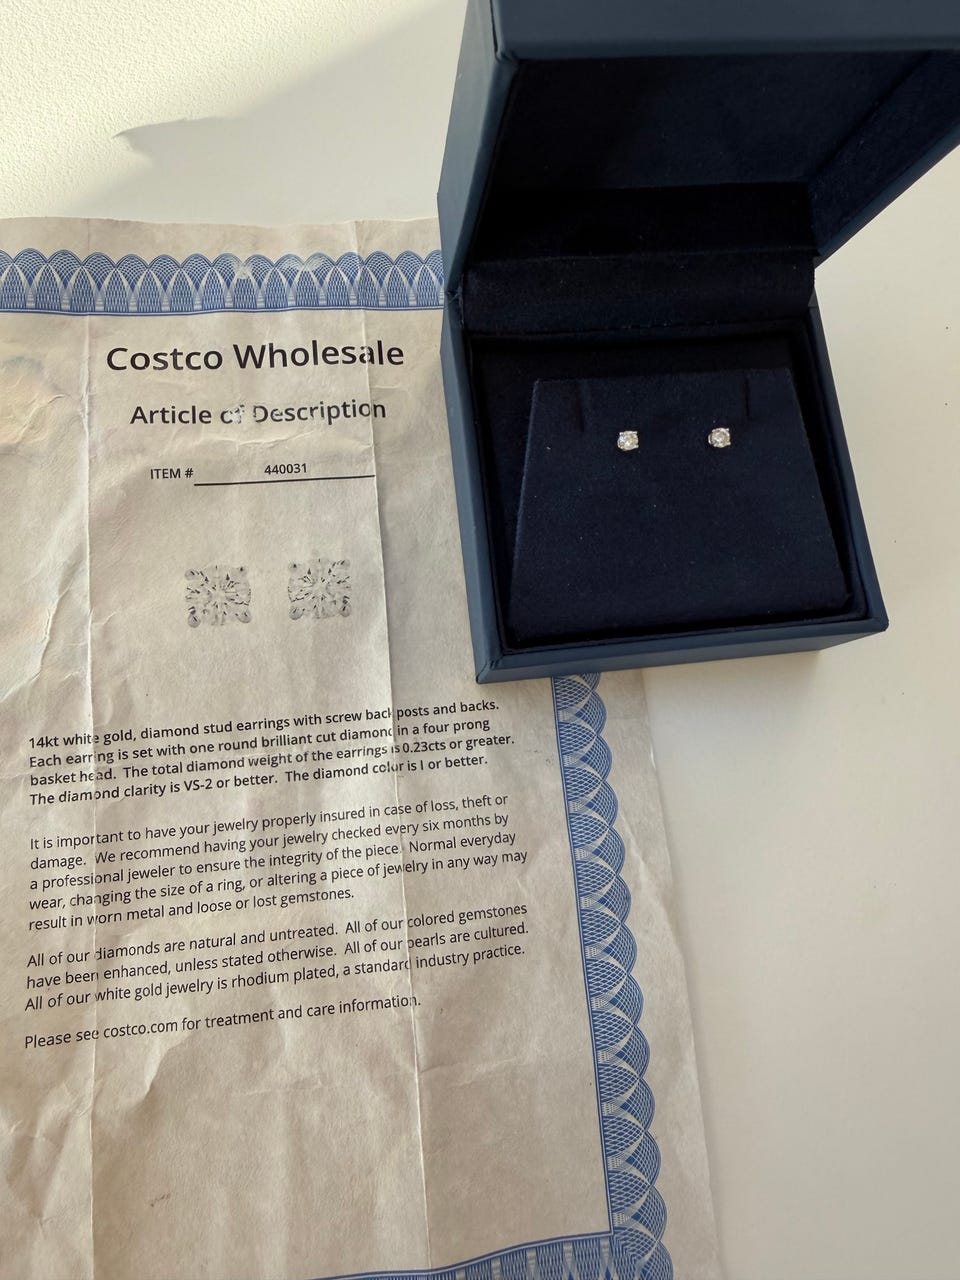 Costco Wholesale
Article of Description
ITEM # 440031
14kt white gold, diamond stud earrings with screw back posts and backs.
Each earring is set with one round brilliant cut diamond in a four prong
basket head. The total diamond weight of the earrings is 0.23cts or greater.
The diamond clarity is VS-2 or better. The diamond color is I or better.
It is important to have your jewelry properly insured in case of loss, theft or
damage. We recommend having your jewelry checked every six months by
a professional jeweler to ensure the integrity of the piece. Normal everyday
wear, changing the size of a ring, or altering a piece of jewelry in any way may
result in worn metal and loose or lost gemstones.
All of our diamonds are natural and untreated. All of our colored gemstones
have been enhanced, unless stated otherwise. All of our pearls are cultured.
All of our white gold jewelry is rhodium plated, a standard industry practice.
Please see costco.com for treatment and care information.